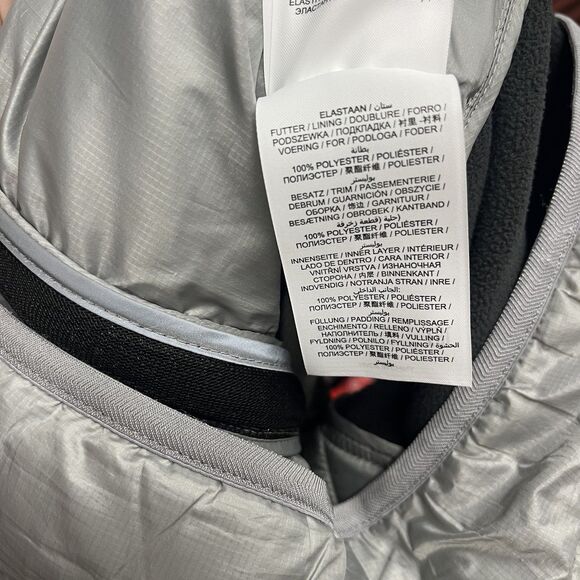 ELASTAAN / ستان /
FUTTER / LINING / DOUBLURE / FORRO /
PODSZEWKA / ПОДКЛАДКА / 衬里 -衬料 /
VOERING / FOR / PODLOGA / FODER /
بطانة
100% POLYESTER / POLIÉSTER /
ПОЛИЭСТЕР / 聚酯纤维 / POLIESTER /
بوليستر
BESATZ / TRIM / PASSEMENTERIE /
DEBRUM / GUARNICIÓN / OBSZYCIE /
ОБОРКА / 饰边 / GARNITUUR /
BESÆTNING / OBROBEK / KANTBAND /
حلية (قطعة زخرفة)
100% POLYESTER / POLIÉSTER /
ПОЛИЭСТЕР / 聚酯纤维 / POLIESTER /
بوليستر
INNENSEITE / INNER LAYER / INTÉRIEUR /
LADO DE DENTRO / CARA INTERIOR /
VNITŘNÍ VRSTVA / ИЗНАНОЧНАЯ
СТОРОНА / 内层 / BINNENKANT /
INDVENDIG / NOTRANJA STRAN / INRE /
الجانب الداخلي:
100% POLYESTER / POLIÉSTER /
ПОЛИЭСТЕР / 聚酯纤维 / POLIESTER /
بوليستر
FÜLLUNG / PADDING / REMPLISSAGE /
ENCHIMENTO / RELLENO / VÝPLŇ /
НАПОЛНИТЕЛЬ / 填料 / VULLING /
FYLDNING / POLNILO / FYLLNING / الحشوة
100% POLYESTER / POLIÉSTER /
ПОЛИЭСТЕР / 聚酯纤维 / POLIESTER /
بوليستر